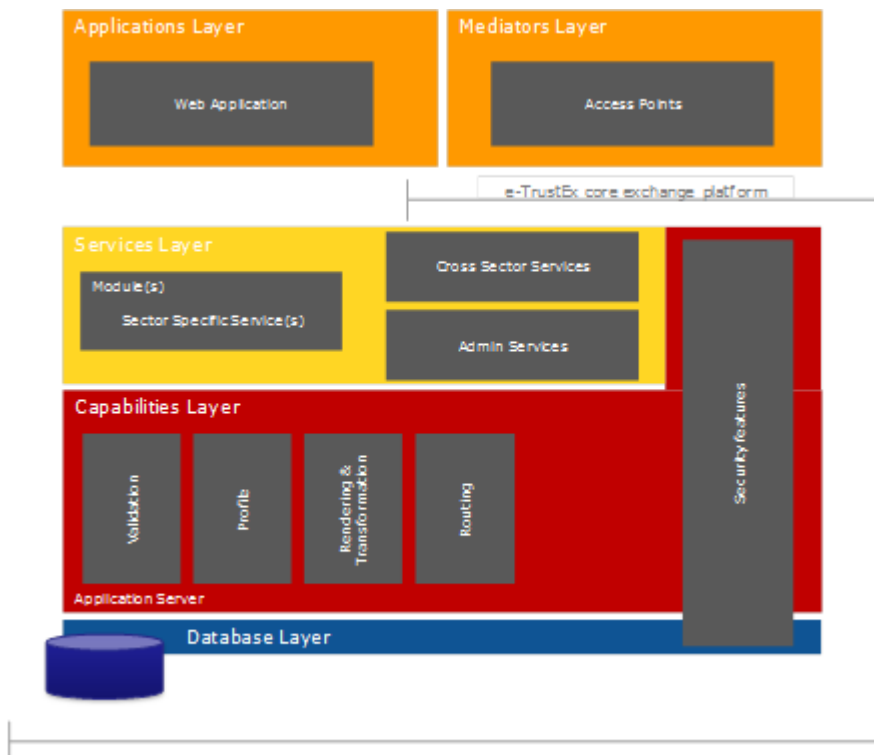 Applications Layer
Mediators Layer
Web Application
Access Points
e-TrustEx core exchange platform
Services Layer
Cross Sector Services
Module(s)
Sector Specific Service(s)
Admin Services
Capabilities Layer
Validation
Profile
Rendering &
Transformation
Routing
Security features
Application Server
Database Layer